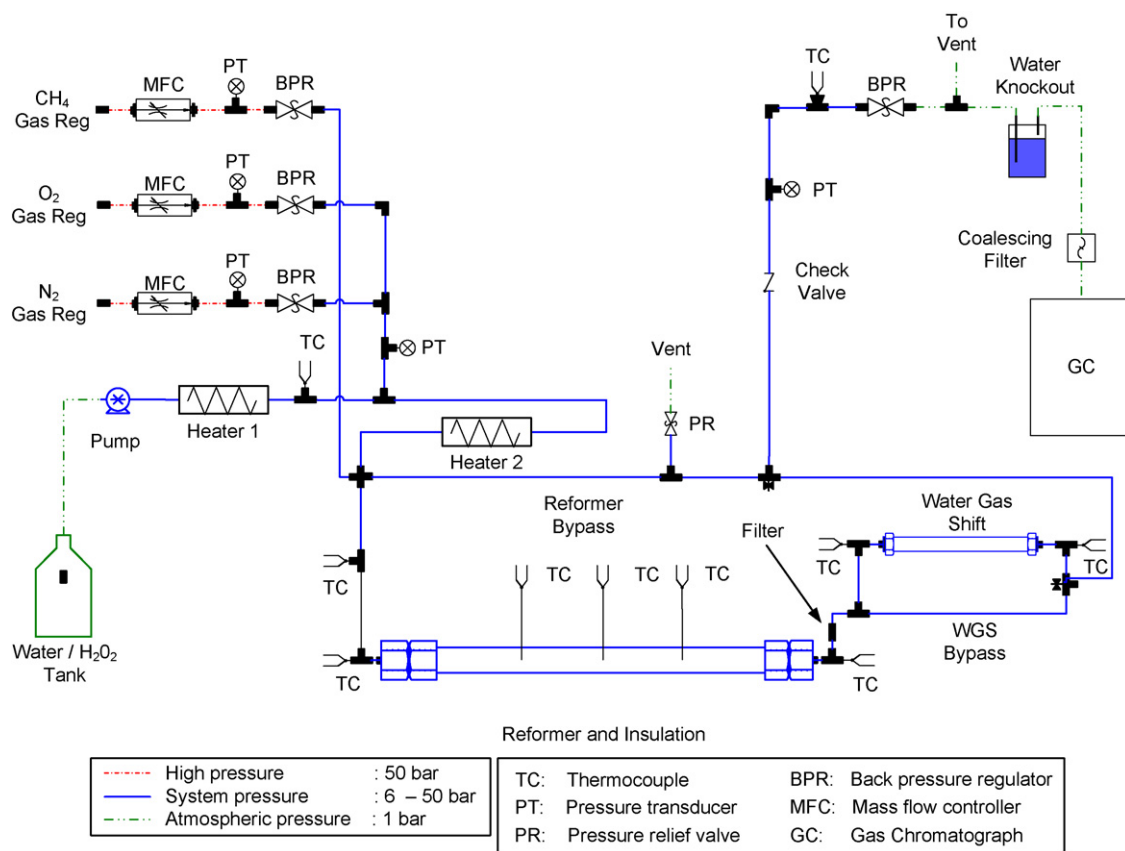 CH₄
Gas Reg
MFC
PT
BPR
O₂
Gas Reg
MFC
PT
BPR
N₂
Gas Reg
MFC
PT
BPR
TC
PT
Pump
Heater 1
Heater 2
Water / H₂0₂
Tank
Vent
PR
TC
BPR
To
Vent
Water
Knockout
PT
Check
Valve
Coalescing
Filter
GC
Reformer
Bypass
Filter
Water Gas
Shift
TC
TC
WGS
Bypass
TC
TC
TC
TC
TC
TC
Reformer and Insulation
High pressure : 50 bar
System pressure : 6 – 50 bar
Atmospheric pressure : 1 bar
TC: Thermocouple
PT: Pressure transducer
PR: Pressure relief valve
BPR: Back pressure regulator
MFC: Mass flow controller
GC: Gas Chromatograph